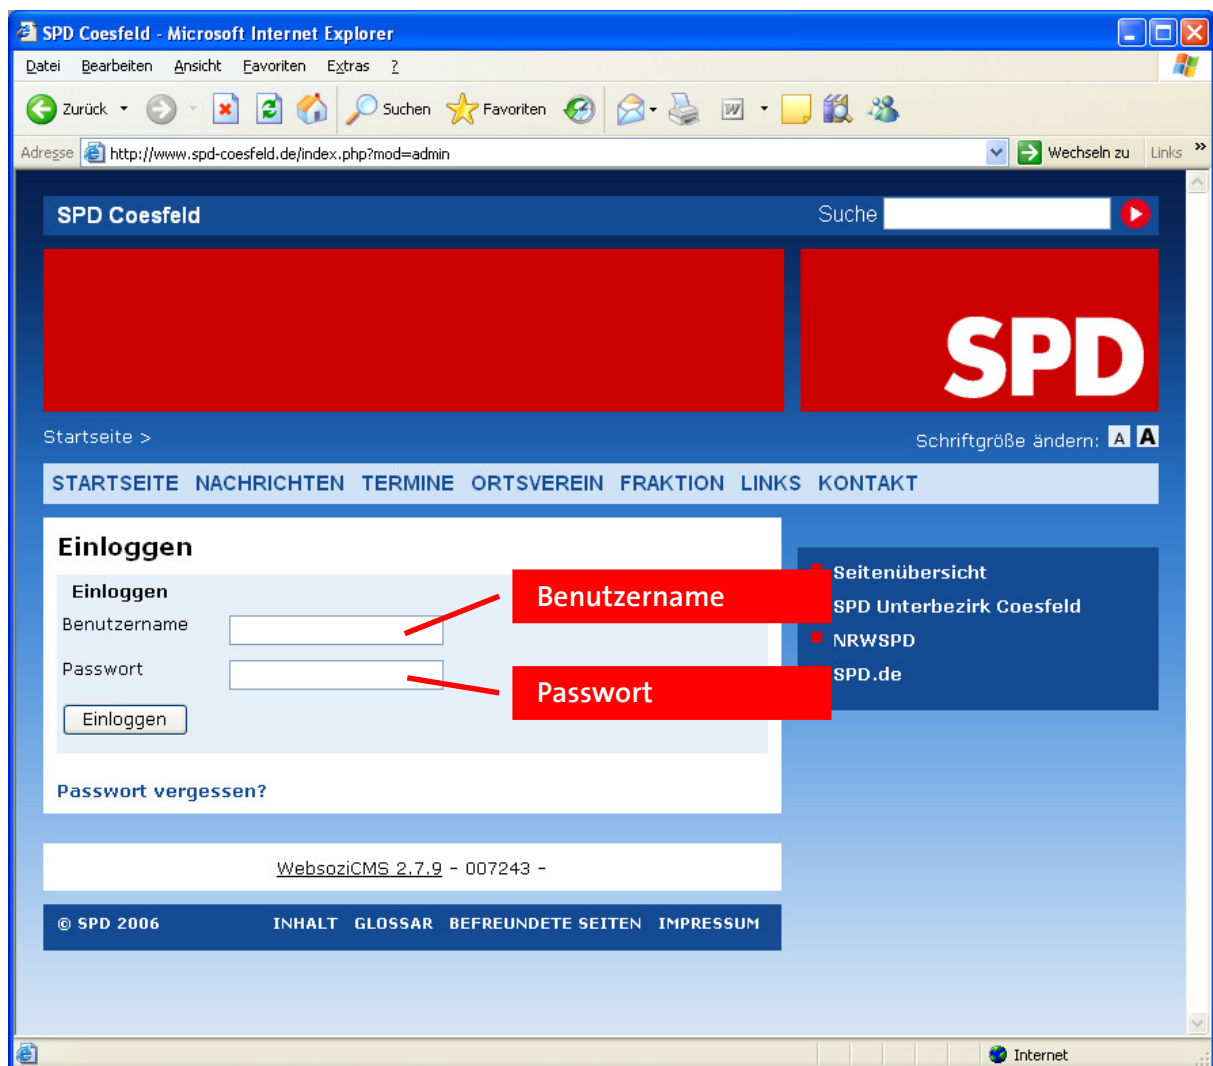 SPD Coesfeld - Microsoft Internet Explorer
Datei Bearbeiten Ansicht Favoriten Extras ?
Zurück Suchen Favoriten
Adresse http://www.spd-coesfeld.de/index.php?mod=admin Wechseln zu Links »
SPD Coesfeld Suche
SPD
Startseite > Schriftgröße ändern: A A
STARTSEITE NACHRICHTEN TERMINE ORTSVEREIN FRAKTION LINKS KONTAKT
Einloggen
Einloggen
Benutzername
Passwort
Einloggen
Passwort vergessen?
Benutzername
Passwort
Seitenübersicht
SPD Unterbezirk Coesfeld
NRWSPD
SPD.de
WebsoziCMS 2.7.9 - 007243 -
© SPD 2006 INHALT GLOSSAR BEFREUNDETE SEITEN IMPRESSUM
Internet